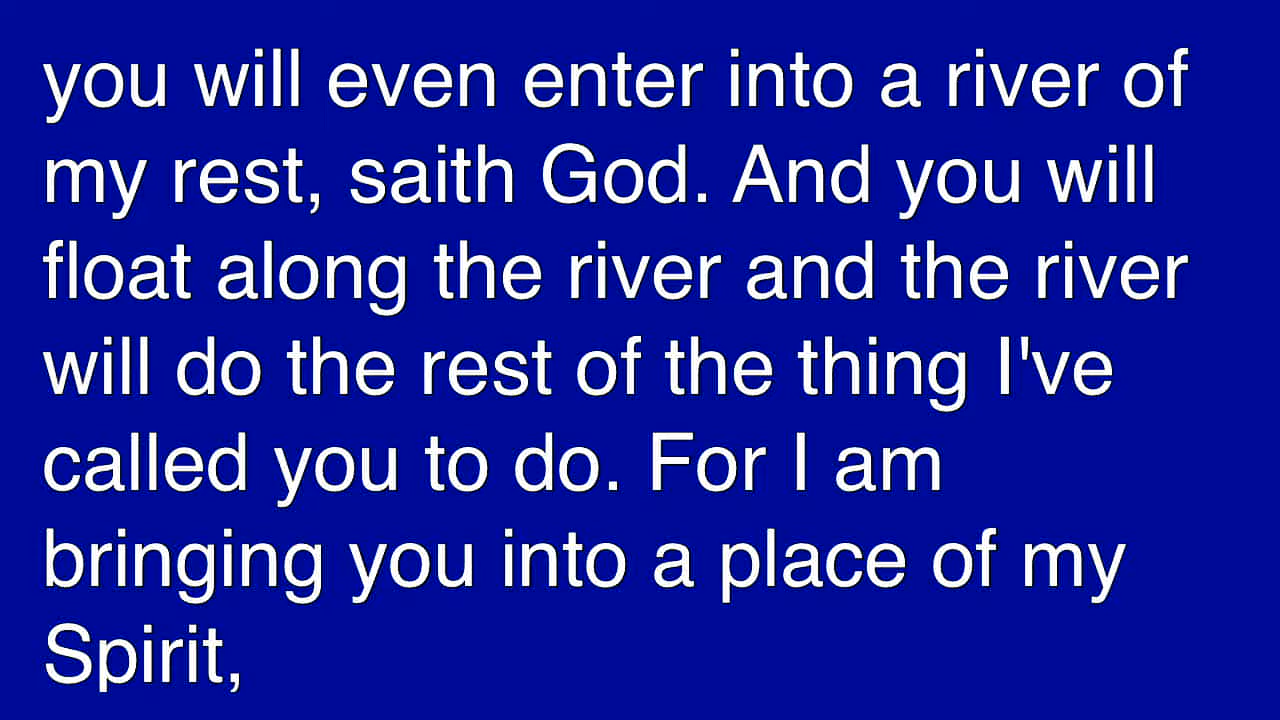 you will even enter into a river of
my rest, saith God. And you will
float along the river and the river
will do the rest of the thing I've
called you to do. For I am
bringing you into a place of my
Spirit,